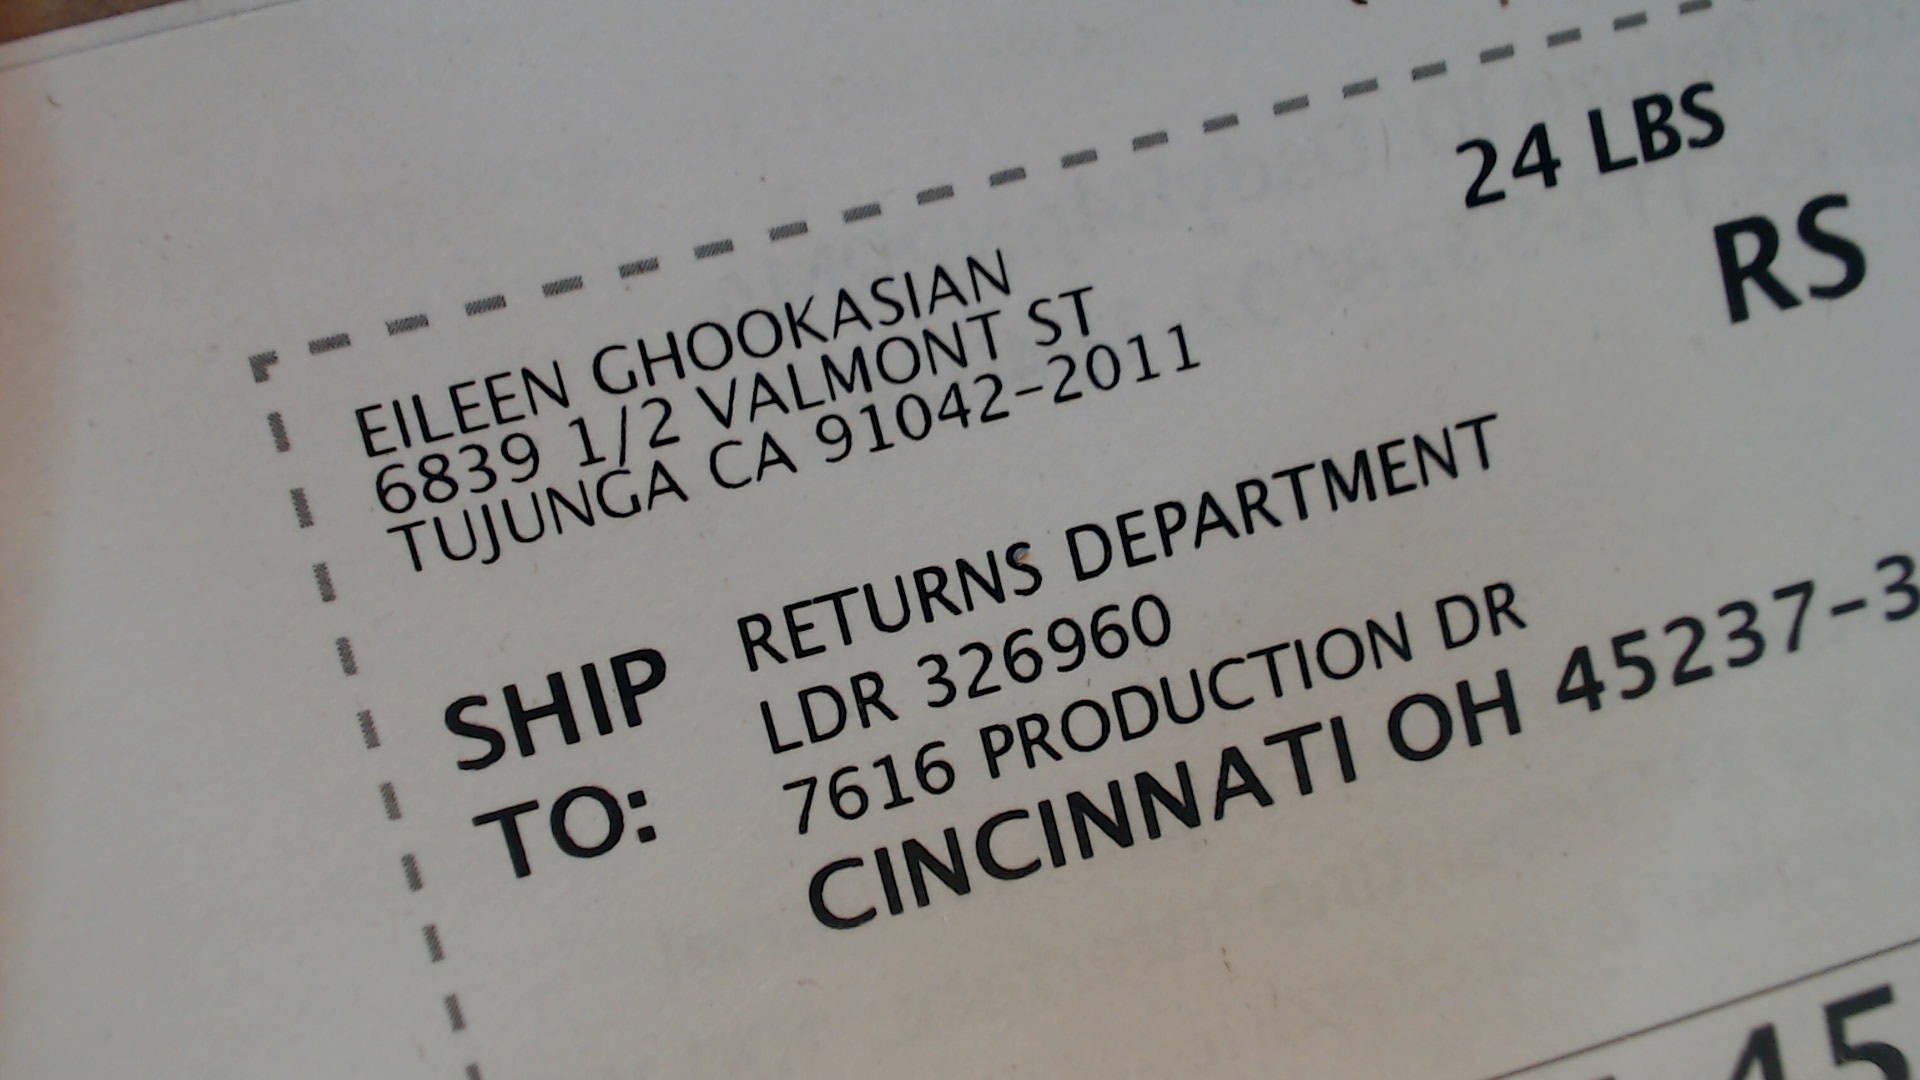 24 LBS
RS
EILEEN GHOOKASIAN
6839 1/2 VALMONT ST
TUJUNGA CA 91042-2011
SHIP
TO:
RETURNS DEPARTMENT
LDR 326960
7616 PRODUCTION DR
CINCINNATI OH 45237-3
45